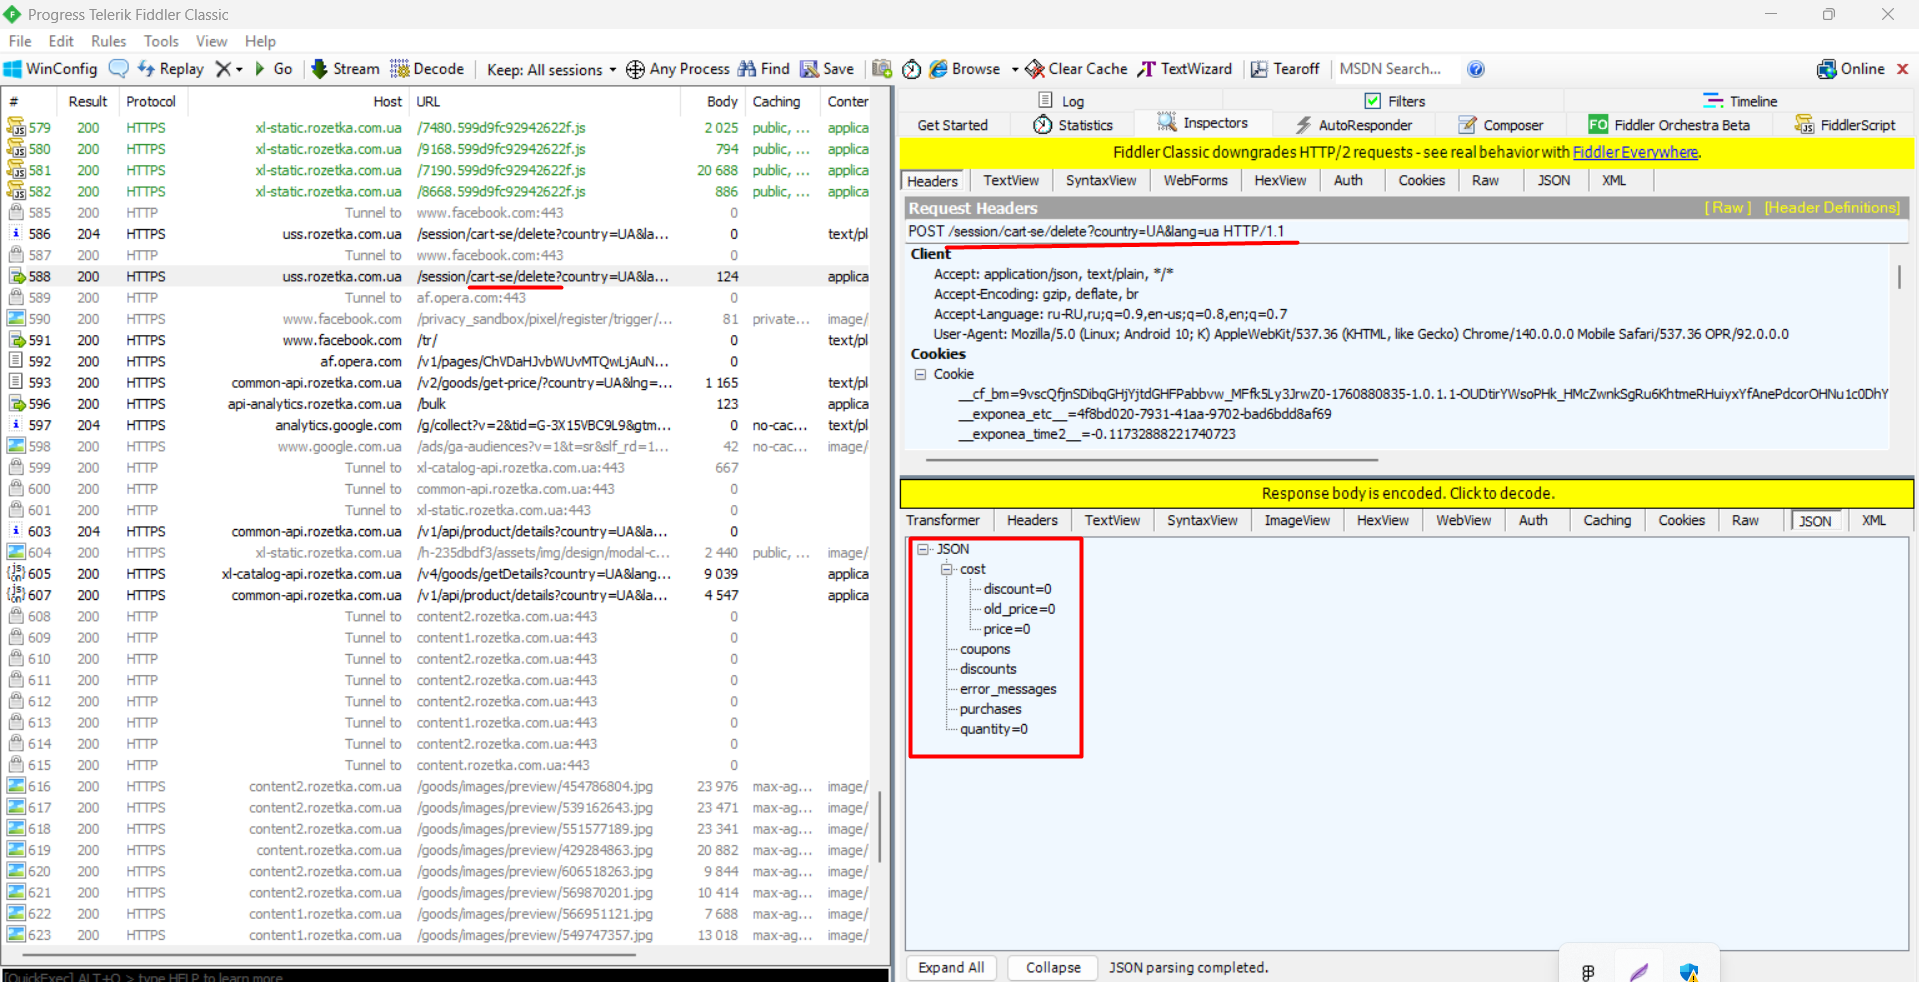 Progress Telerik Fiddler Classic
File Edit Rules Tools View Help
WinConfig Replay Go Stream Decode Keep: All sessions Any Process Find Save Browse Clear Cache TextWizard Tearoff MSDN Search... Online
# Result Protocol Host URL Body Caching Conter
579 200 HTTPS xl-static.rozetka.com.ua /7480.599d9fc92942622f.js 2 025 public, ... applica
580 200 HTTPS xl-static.rozetka.com.ua /9168.599d9fc92942622f.js 794 public, ... applica
581 200 HTTPS xl-static.rozetka.com.ua /7190.599d9fc92942622f.js 20 688 public, ... applica
582 200 HTTPS xl-static.rozetka.com.ua /8668.599d9fc92942622f.js 886 public, ... applica
585 200 HTTP Tunnel to www.facebook.com:443 0
586 204 HTTPS uss.rozetka.com.ua /session/cart-se/delete?country=UA&la... 0 text/pl
587 200 HTTP Tunnel to www.facebook.com:443 0
588 200 HTTPS uss.rozetka.com.ua /session/cart-se/delete?country=UA&la... 124 applica
589 200 HTTP Tunnel to af.opera.com:443 0
590 200 HTTPS www.facebook.com /privacy_sandbox/pixel/register/trigger/... 81 private... image/
591 200 HTTPS www.facebook.com /tr/ 0 text/pl
592 200 HTTPS af.opera.com /v1/pages/ChVDaHJvbWUvMTQwLjAuN... 0
593 200 HTTPS common-api.rozetka.com.ua /v2/goods/get-price/?country=UA&lng=... 1 165 text/pl
596 200 HTTPS api-analytics.rozetka.com.ua /bulk 123 applica
597 204 HTTPS analytics.google.com /g/collect?v=2&tid=G-3X15VBC9L9&gtm... 0 no-cac... text/pl
598 200 HTTPS www.google.com /ads/ga-audiences?v=1&t=sr&slf_rd=1... 42 no-cac... image/
599 200 HTTP Tunnel to xl-catalog-api.rozetka.com.ua:443 667
600 200 HTTP Tunnel to common-api.rozetka.com.ua:443 0
601 200 HTTP Tunnel to xl-static.rozetka.com.ua:443 0
603 204 HTTPS common-api.rozetka.com.ua /v1/api/product/details?country=UA&la... 0
604 200 HTTPS xl-static.rozetka.com.ua /h-235dbdf3/assets/img/design/modal-c... 2 440 public, ... image/
605 200 HTTPS xl-catalog-api.rozetka.com.ua /v4/goods/getDetails?country=UA&lang... 9 039 applica
607 200 HTTPS common-api.rozetka.com.ua /v1/api/product/details?country=UA&la... 4 547 applica
608 200 HTTP Tunnel to content2.rozetka.com.ua:443 0
609 200 HTTP Tunnel to content1.rozetka.com.ua:443 0
610 200 HTTP Tunnel to content2.rozetka.com.ua:443 0
611 200 HTTP Tunnel to content2.rozetka.com.ua:443 0
612 200 HTTP Tunnel to content2.rozetka.com.ua:443 0
613 200 HTTP Tunnel to content1.rozetka.com.ua:443 0
614 200 HTTP Tunnel to content2.rozetka.com.ua:443 0
615 200 HTTP Tunnel to content.rozetka.com.ua:443 0
616 200 HTTPS content2.rozetka.com.ua /goods/images/preview/454786804.jpg 23 976 max-ag... image/
617 200 HTTPS content2.rozetka.com.ua /goods/images/preview/539162643.jpg 23 471 max-ag... image/
618 200 HTTPS content2.rozetka.com.ua /goods/images/preview/551577189.jpg 23 341 max-ag... image/
619 200 HTTPS content.rozetka.com.ua /goods/images/preview/429284863.jpg 20 882 max-ag... image/
620 200 HTTPS content2.rozetka.com.ua /goods/images/preview/606518263.jpg 9 844 max-ag... image/
621 200 HTTPS content2.rozetka.com.ua /goods/images/preview/569870201.jpg 10 414 max-ag... image/
622 200 HTTPS content1.rozetka.com.ua /goods/images/preview/566951121.jpg 7 688 max-ag... image/
623 200 HTTPS content1.rozetka.com.ua /goods/images/preview/549747357.jpg 13 018 max-ag... image/
[QuickExec] ALT+Q > type HELP to learn more
Log Filters Timeline
Get Started Statistics Inspectors AutoResponder Composer FO Fiddler Orchestra Beta FiddlerScript
Fiddler Classic downgrades HTTP/2 requests - see real behavior with Fiddler Everywhere.
Headers TextView SyntaxView WebForms HexView Auth Cookies Raw JSON XML
Request Headers [ Raw ] [Header Definitions]
POST /session/cart-se/delete?country=UA&lang=ua HTTP/1.1
Client
Accept: application/json, text/plain, */*
Accept-Encoding: gzip, deflate, br
Accept-Language: ru-RU,ru;q=0.9,en-us;q=0.8,en;q=0.7
User-Agent: Mozilla/5.0 (Linux; Android 10; K) AppleWebKit/537.36 (KHTML, like Gecko) Chrome/140.0.0.0 Mobile Safari/537.36 OPR/92.0.0.0
Cookies
Cookie
__cf_bm=9vscQfjnSDibqGHjYjtdGHFPabbvw_MFfk5Ly3JrwZ0-1760880835-1.0.1.1-OUDtirYWsoPHk_HMcZwnkSgRu6KhtmeRHuiyxYfAnePdcorOHNu1c0DhY
__exponea_etc__=4f8bd020-7931-41aa-9702-bad6bdd8af69
__exponea_time2__=-0.11732888221740723
Response body is encoded. Click to decode.
Transformer Headers TextView SyntaxView ImageView HexView WebView Auth Caching Cookies Raw JSON XML
JSON
cost
discount=0
old_price=0
price=0
coupons
discounts
error_messages
purchases
quantity=0
Expand All Collapse JSON parsing completed.